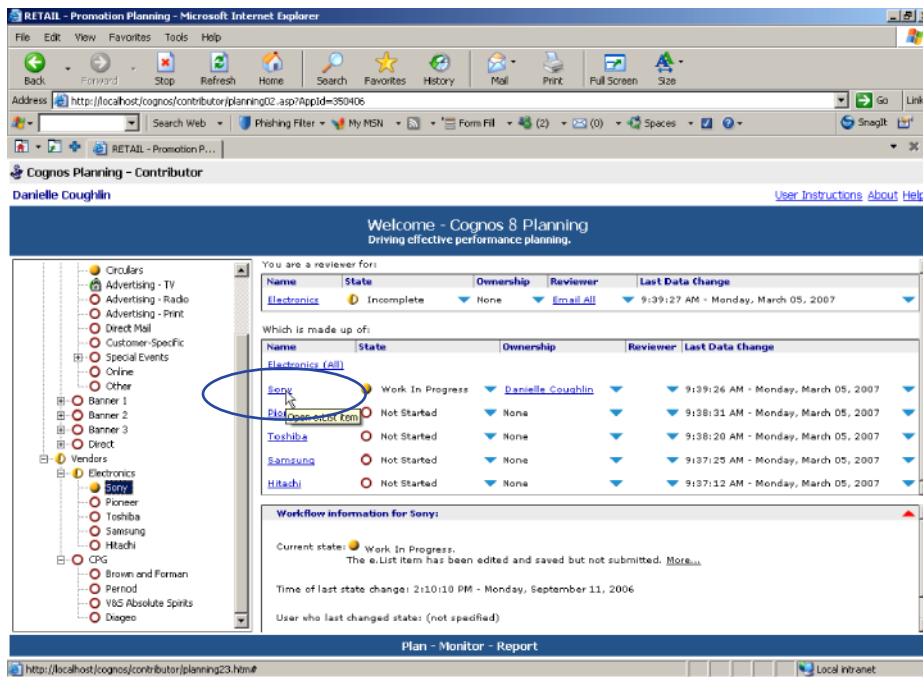 RETAIL - Promotion Planning - Microsoft Internet Explorer
File Edit View Favorites Tools Help
Back Forward Stop Refresh Home Search Favorites History Mail Print Full Screen Size
Address http://localhost/cognos/contributor/planning02.asp?AppId=350406 Go Link
Search Web Phishing Filter My MSN Form Fill (2) (0) Spaces SnagIt
RETAIL - Promotion P...
Cognos Planning - Contributor
Danielle Coughlin User Instructions About Help
Welcome - Cognos 8 Planning
Driving effective performance planning.
Circulars
Advertising - TV
Advertising - Radio
Advertising - Print
Direct Mail
Customer-Specific
Special Events
Online
Other
Banner 1
Banner 2
Banner 3
Direct
Vendors
Electronics
Sony
Pioneer
Toshiba
Samsung
Hitachi
CPG
Brown and Forman
Pernod
V&S Absolute Spirits
Diageo
You are a reviewer for:
Name State Ownership Reviewer Last Data Change
Electronics Incomplete None Email All 9:39:27 AM - Monday, March 05, 2007
Which is made up of:
Name State Ownership Reviewer Last Data Change
Electronics (All)
Sony Work In Progress Danielle Coughlin 9:39:26 AM - Monday, March 05, 2007
Open e.List item
Not Started None 9:38:31 AM - Monday, March 05, 2007
Toshiba Not Started None 9:38:20 AM - Monday, March 05, 2007
Samsung Not Started None 9:37:25 AM - Monday, March 05, 2007
Hitachi Not Started None 9:37:12 AM - Monday, March 05, 2007
Workflow information for Sony:
Current state: Work In Progress.
The e.List item has been edited and saved but not submitted. More...
Time of last state change: 2:10:10 PM - Monday, September 11, 2006
User who last changed state: (not specified)
Plan - Monitor - Report
http://localhost/cognos/contributor/planning23.htm# Local intranet